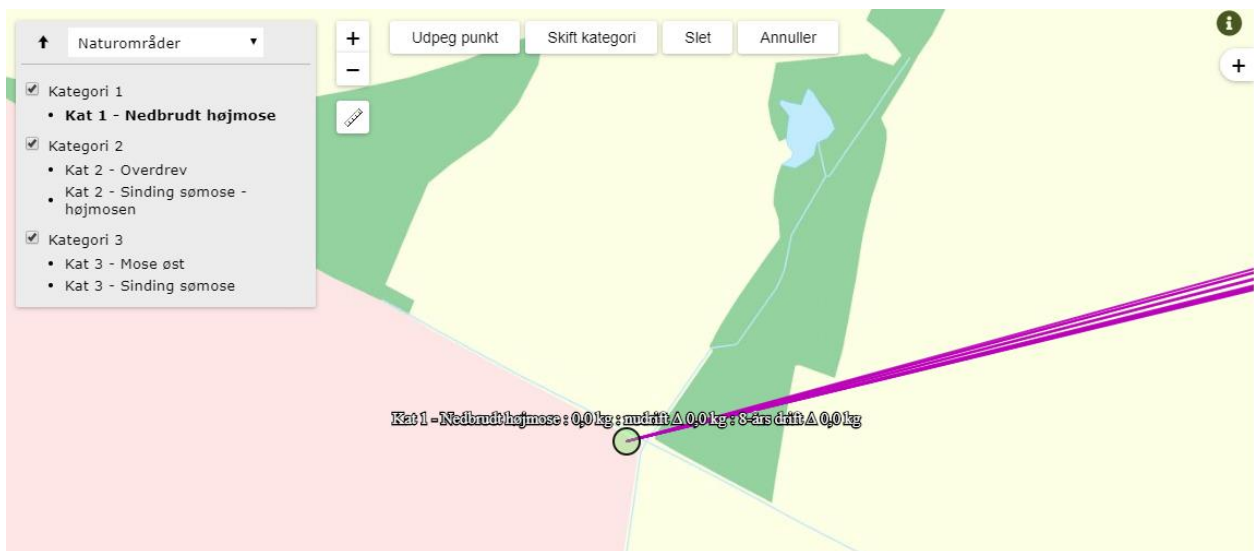 Naturområder
Kategori 1
Kat 1 - Nedbrudt højmose
Kategori 2
Kat 2 - Overdrev
Kat 2 - Sinding sømose -
højmosen
Kategori 3
Kat 3 - Mose øst
Kat 3 - Sinding sømose
+
−
Udpeg punkt Skift kategori Slet Annuller
i
+
Kat 1 - Nedbrudt højmose : 0,0 kg : nudrift Δ 0,0 kg : 8-års drift Δ 0,0 kg